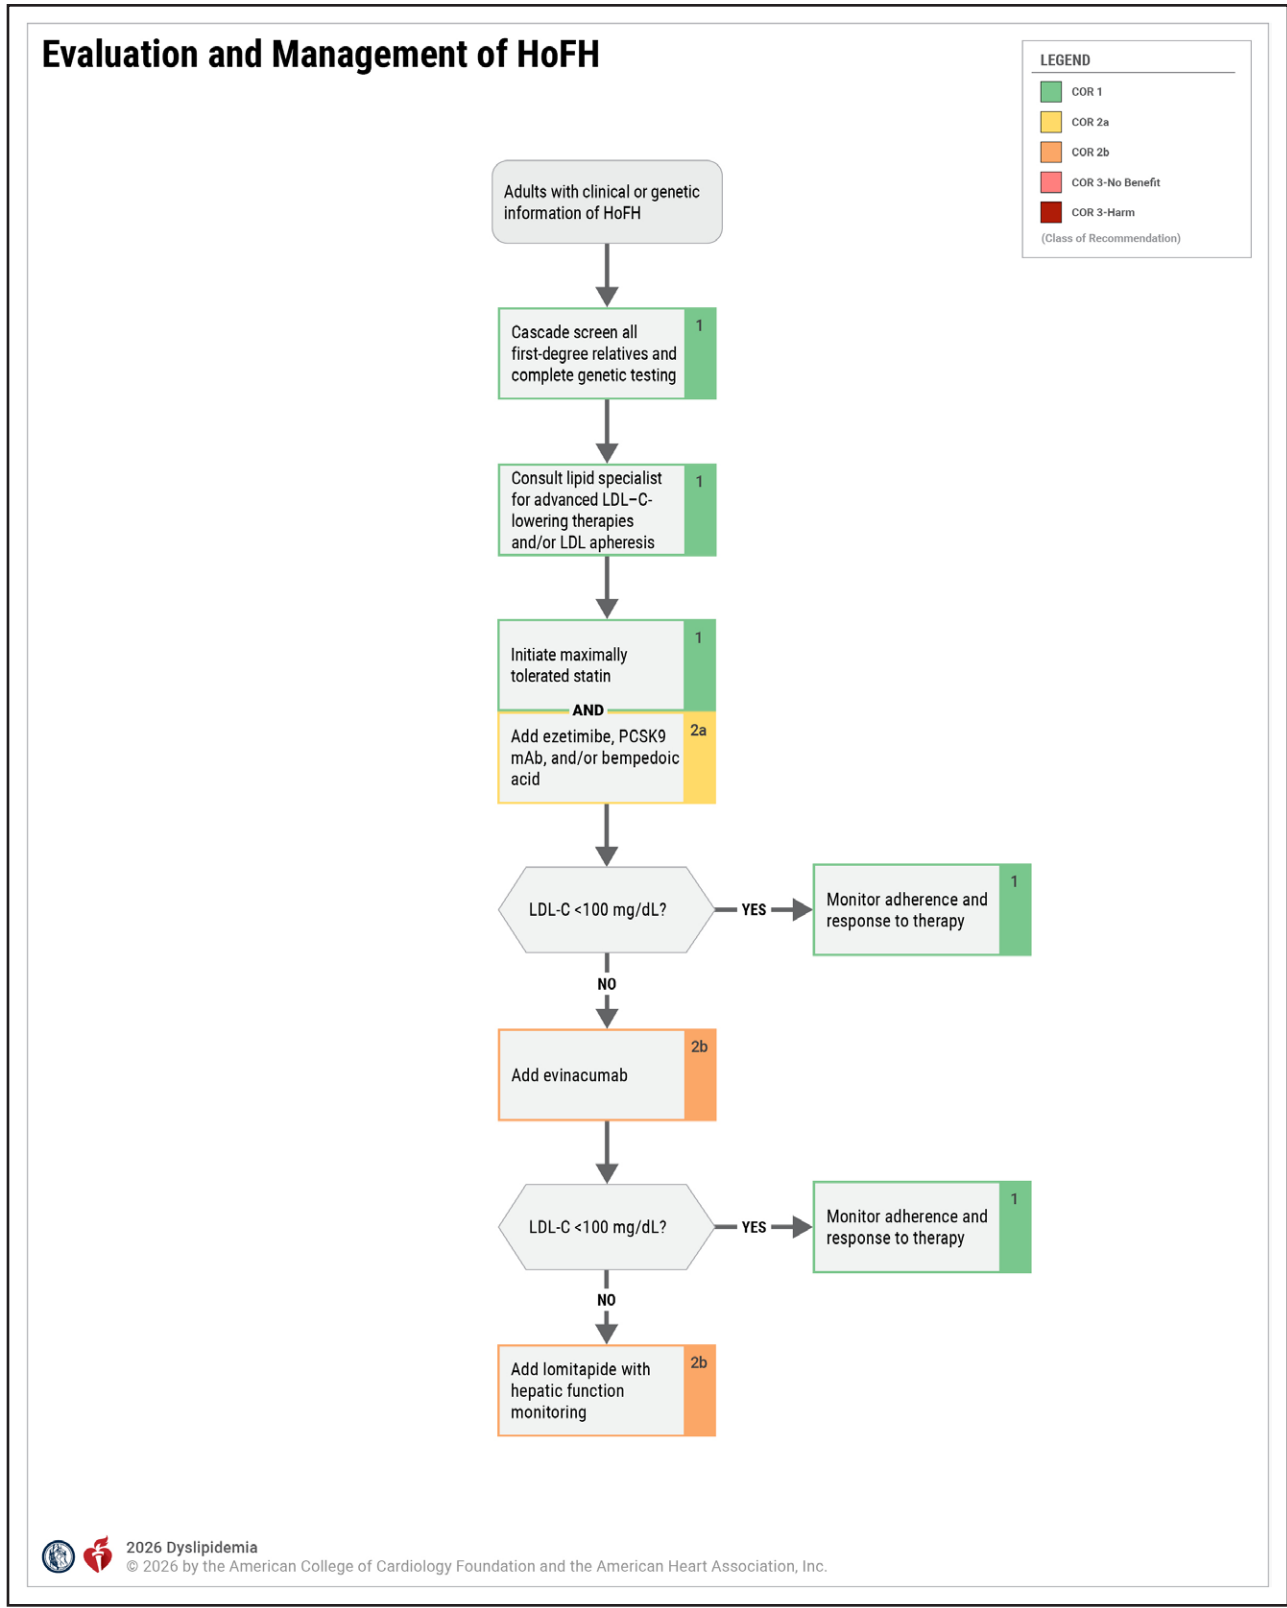 Evaluation and Management of HoFH
LEGEND
COR 1
COR 2a
COR 2b
COR 3-No Benefit
COR 3-Harm
(Class of Recommendation)
Adults with clinical or genetic
information of HoFH
Cascade screen all
first-degree relatives and
complete genetic testing
1
Consult lipid specialist
for advanced LDL–C-
lowering therapies
and/or LDL apheresis
1
Initiate maximally
tolerated statin
1
AND
Add ezetimibe, PCSK9
mAb, and/or bempedoic
acid
2a
LDL-C <100 mg/dL?
YES
Monitor adherence and
response to therapy
1
NO
Add evinacumab
2b
LDL-C <100 mg/dL?
YES
Monitor adherence and
response to therapy
1
NO
Add lomitapide with
hepatic function
monitoring
2b
2026 Dyslipidemia
© 2026 by the American College of Cardiology Foundation and the American Heart Association, Inc.